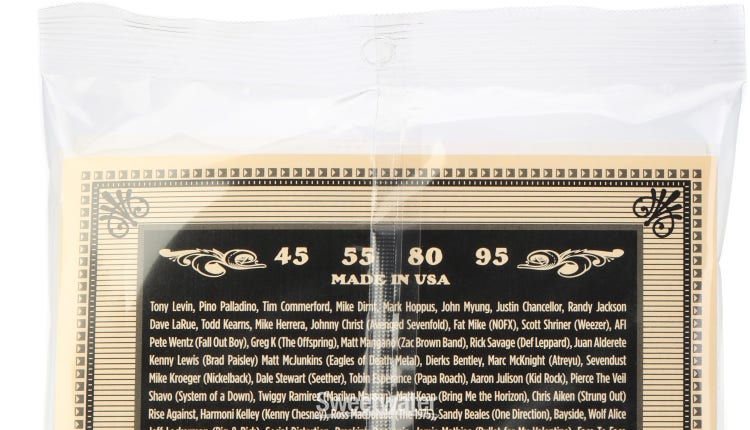 45 55 80 95
MADE IN USA
Tony Levin, Pino Palladino, Tim Commerford, Mike Dirnt, Mark Hoppus, John Myung, Justin Chancellor, Randy Jackson
Dave LaRue, Todd Kearns, Mike Herrera, Johnny Christ (Avenged Sevenfold), Fat Mike (NOFX), Scott Shriner (Weezer), AFI
Pete Wentz (Fall Out Boy), Greg K (The Offspring), Matt Mangano (Zac Brown Band), Rick Savage (Def Leppard), Juan Alderete
Kenny Lewis (Brad Paisley) Matt McJunkins (Eagles of Death Metal), Dierks Bentley, Marc McKnight (Atreyu), Sevendust
Mike Kroeger (Nickelback), Dale Stewart (Seether), Tobin Esperance (Papa Roach), Aaron Julison (Kid Rock), Pierce The Veil
Shavo (System of a Down), Twiggy Ramirez (Marilyn Manson), Matt Kean (Bring Me the Horizon), Chris Aiken (Strung Out)
Sweetwater
Rise Against, Harmoni Kelley (Kenny Chesney), Ross MacDonald (The 1975), Sandy Beales (One Direction), Bayside, Wolf Alice